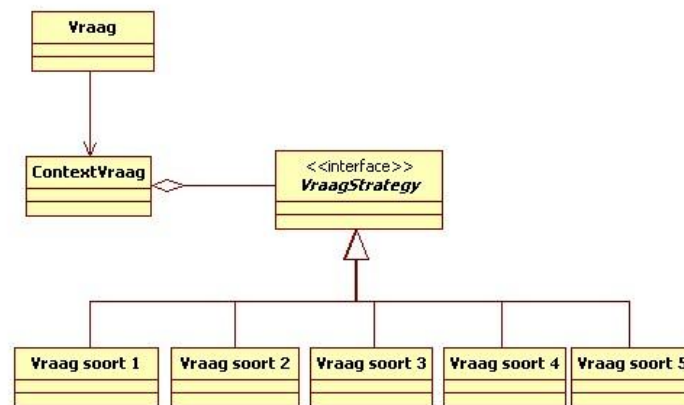 Vraag
ContextVraag
<<interface>>
VraagStrategy
Vraag soort 1
Vraag soort 2
Vraag soort 3
Vraag soort 4
Vraag soort 5